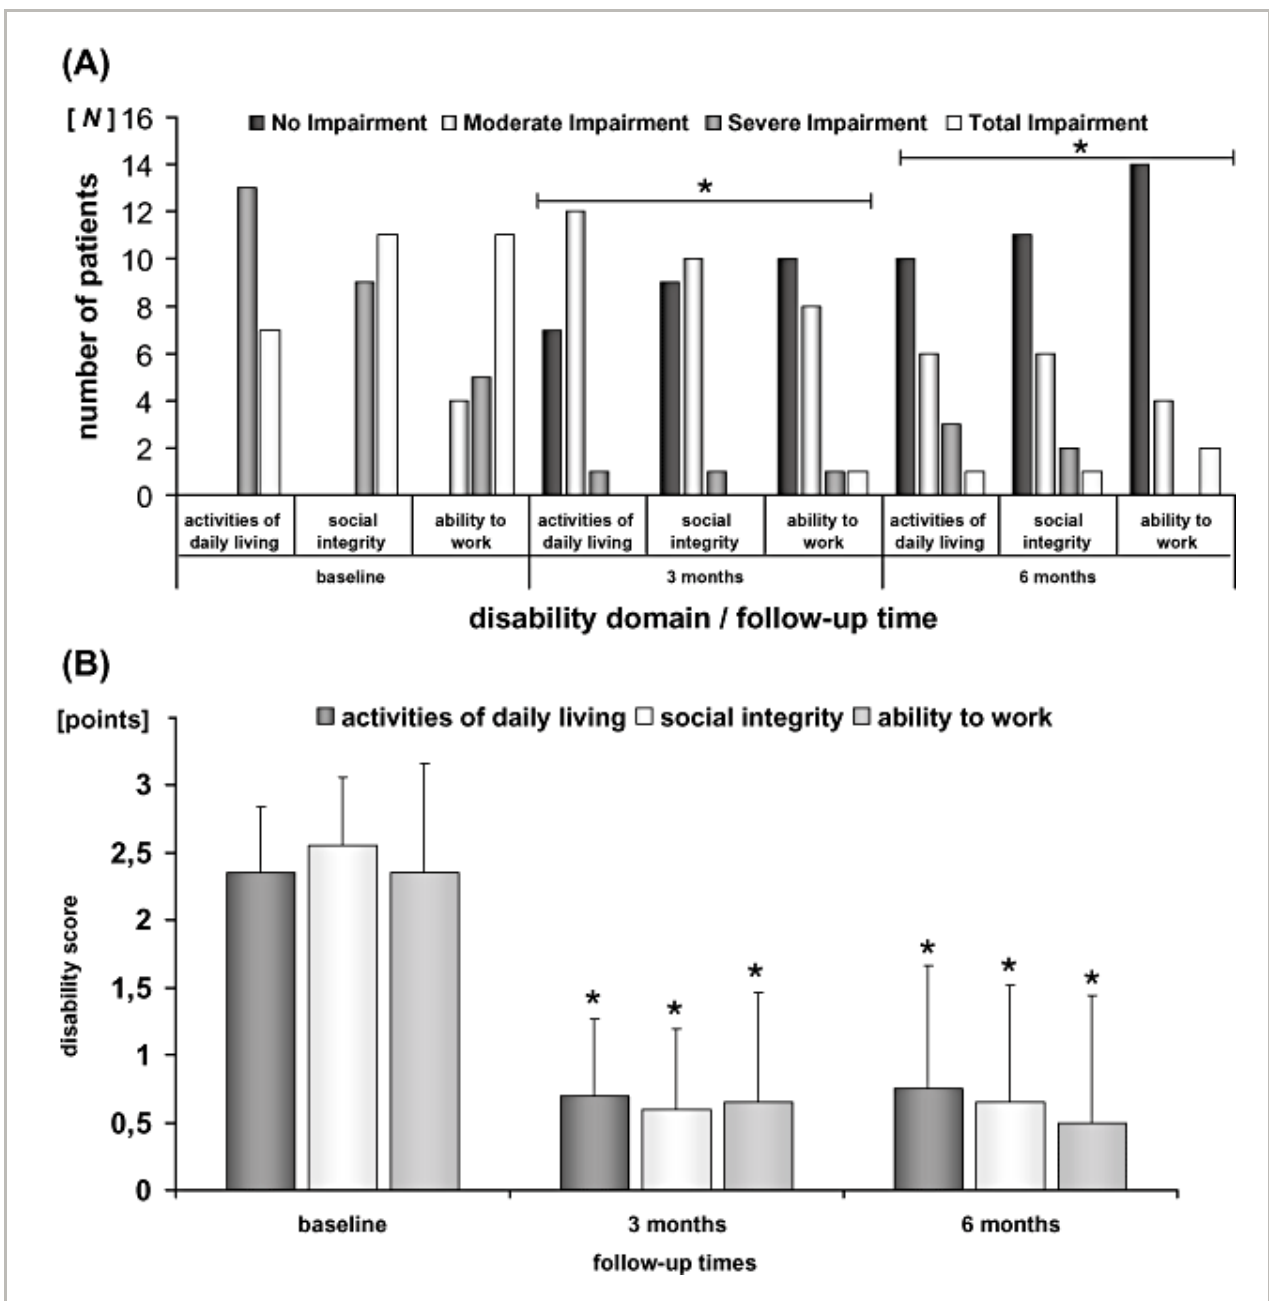 (A)
[ N ] 16
No Impairment Moderate Impairment Severe Impairment Total Impairment
*
14
*
12
10
8
6
4
2
0
number of patients
activities of daily living social integrity ability to work activities of daily living social integrity ability to work activities of daily living social integrity ability to work
baseline 3 months 6 months
disability domain / follow-up time
(B)
[points]
activities of daily living social integrity ability to work
3
2,5
2
1,5
1
0,5
0
disability score
* * * * * *
baseline 3 months 6 months
follow-up times